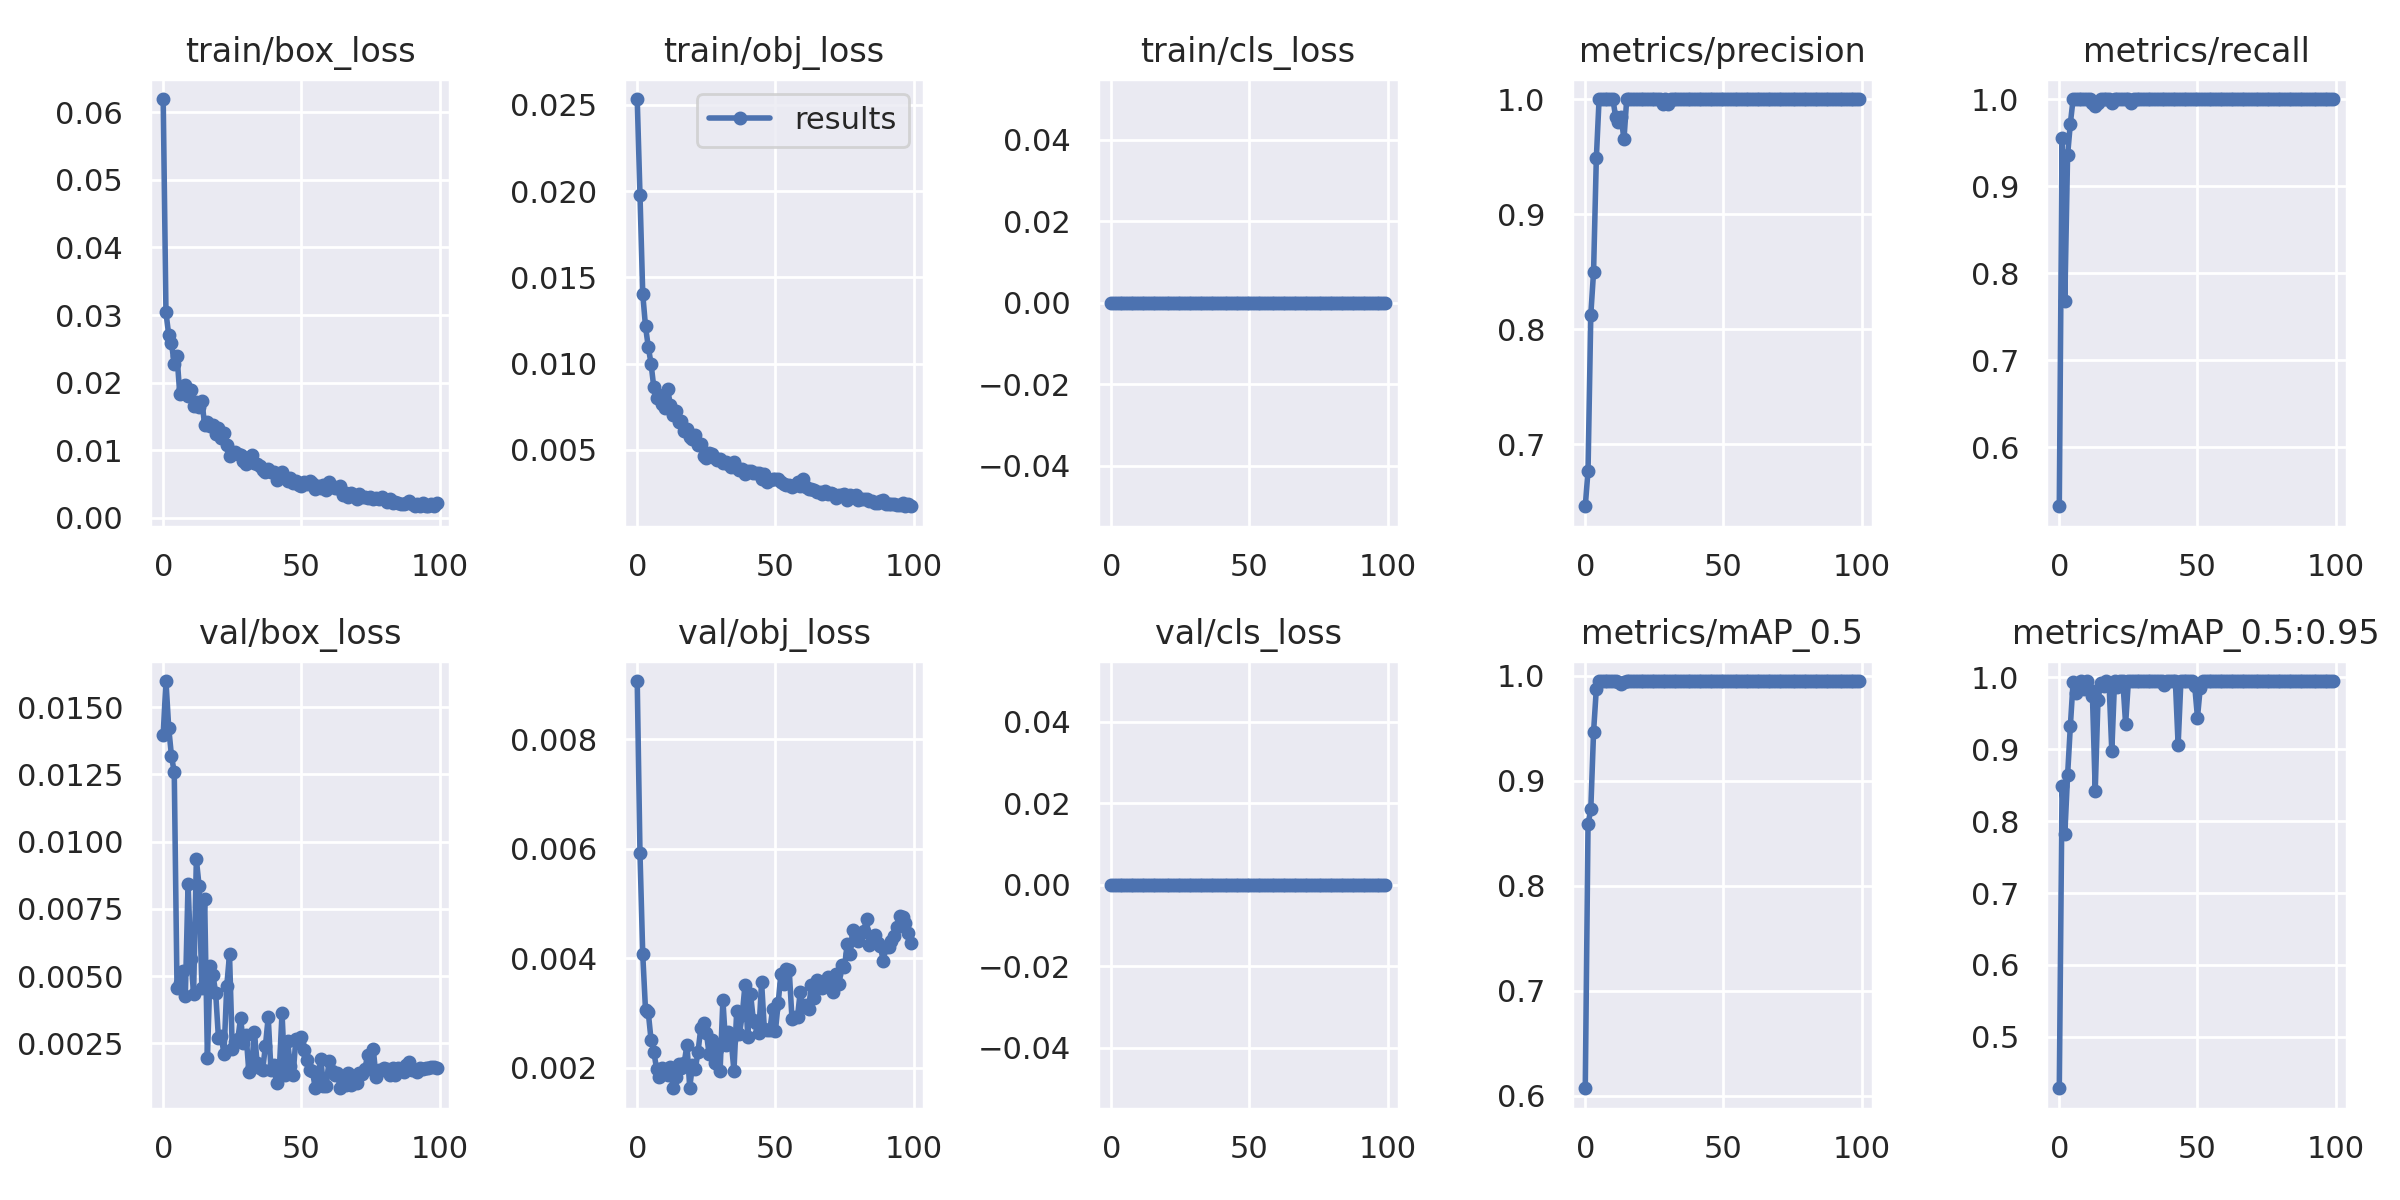 train/box_loss
0.06
0.05
0.04
0.03
0.02
0.01
0.00
0 50 100
train/obj_loss
results
0.025
0.020
0.015
0.010
0.005
0 50 100
train/cls_loss
0.04
0.02
0.00
−0.02
−0.04
0 50 100
metrics/precision
1.0
0.9
0.8
0.7
0 50 100
metrics/recall
1.0
0.9
0.8
0.7
0.6
0 50 100
val/box_loss
0.0150
0.0125
0.0100
0.0075
0.0050
0.0025
0 50 100
val/obj_loss
0.008
0.006
0.004
0.002
0 50 100
val/cls_loss
0.04
0.02
0.00
−0.02
−0.04
0 50 100
metrics/mAP_0.5
1.0
0.9
0.8
0.7
0.6
0 50 100
metrics/mAP_0.5:0.95
1.0
0.9
0.8
0.7
0.6
0.5
0 50 100